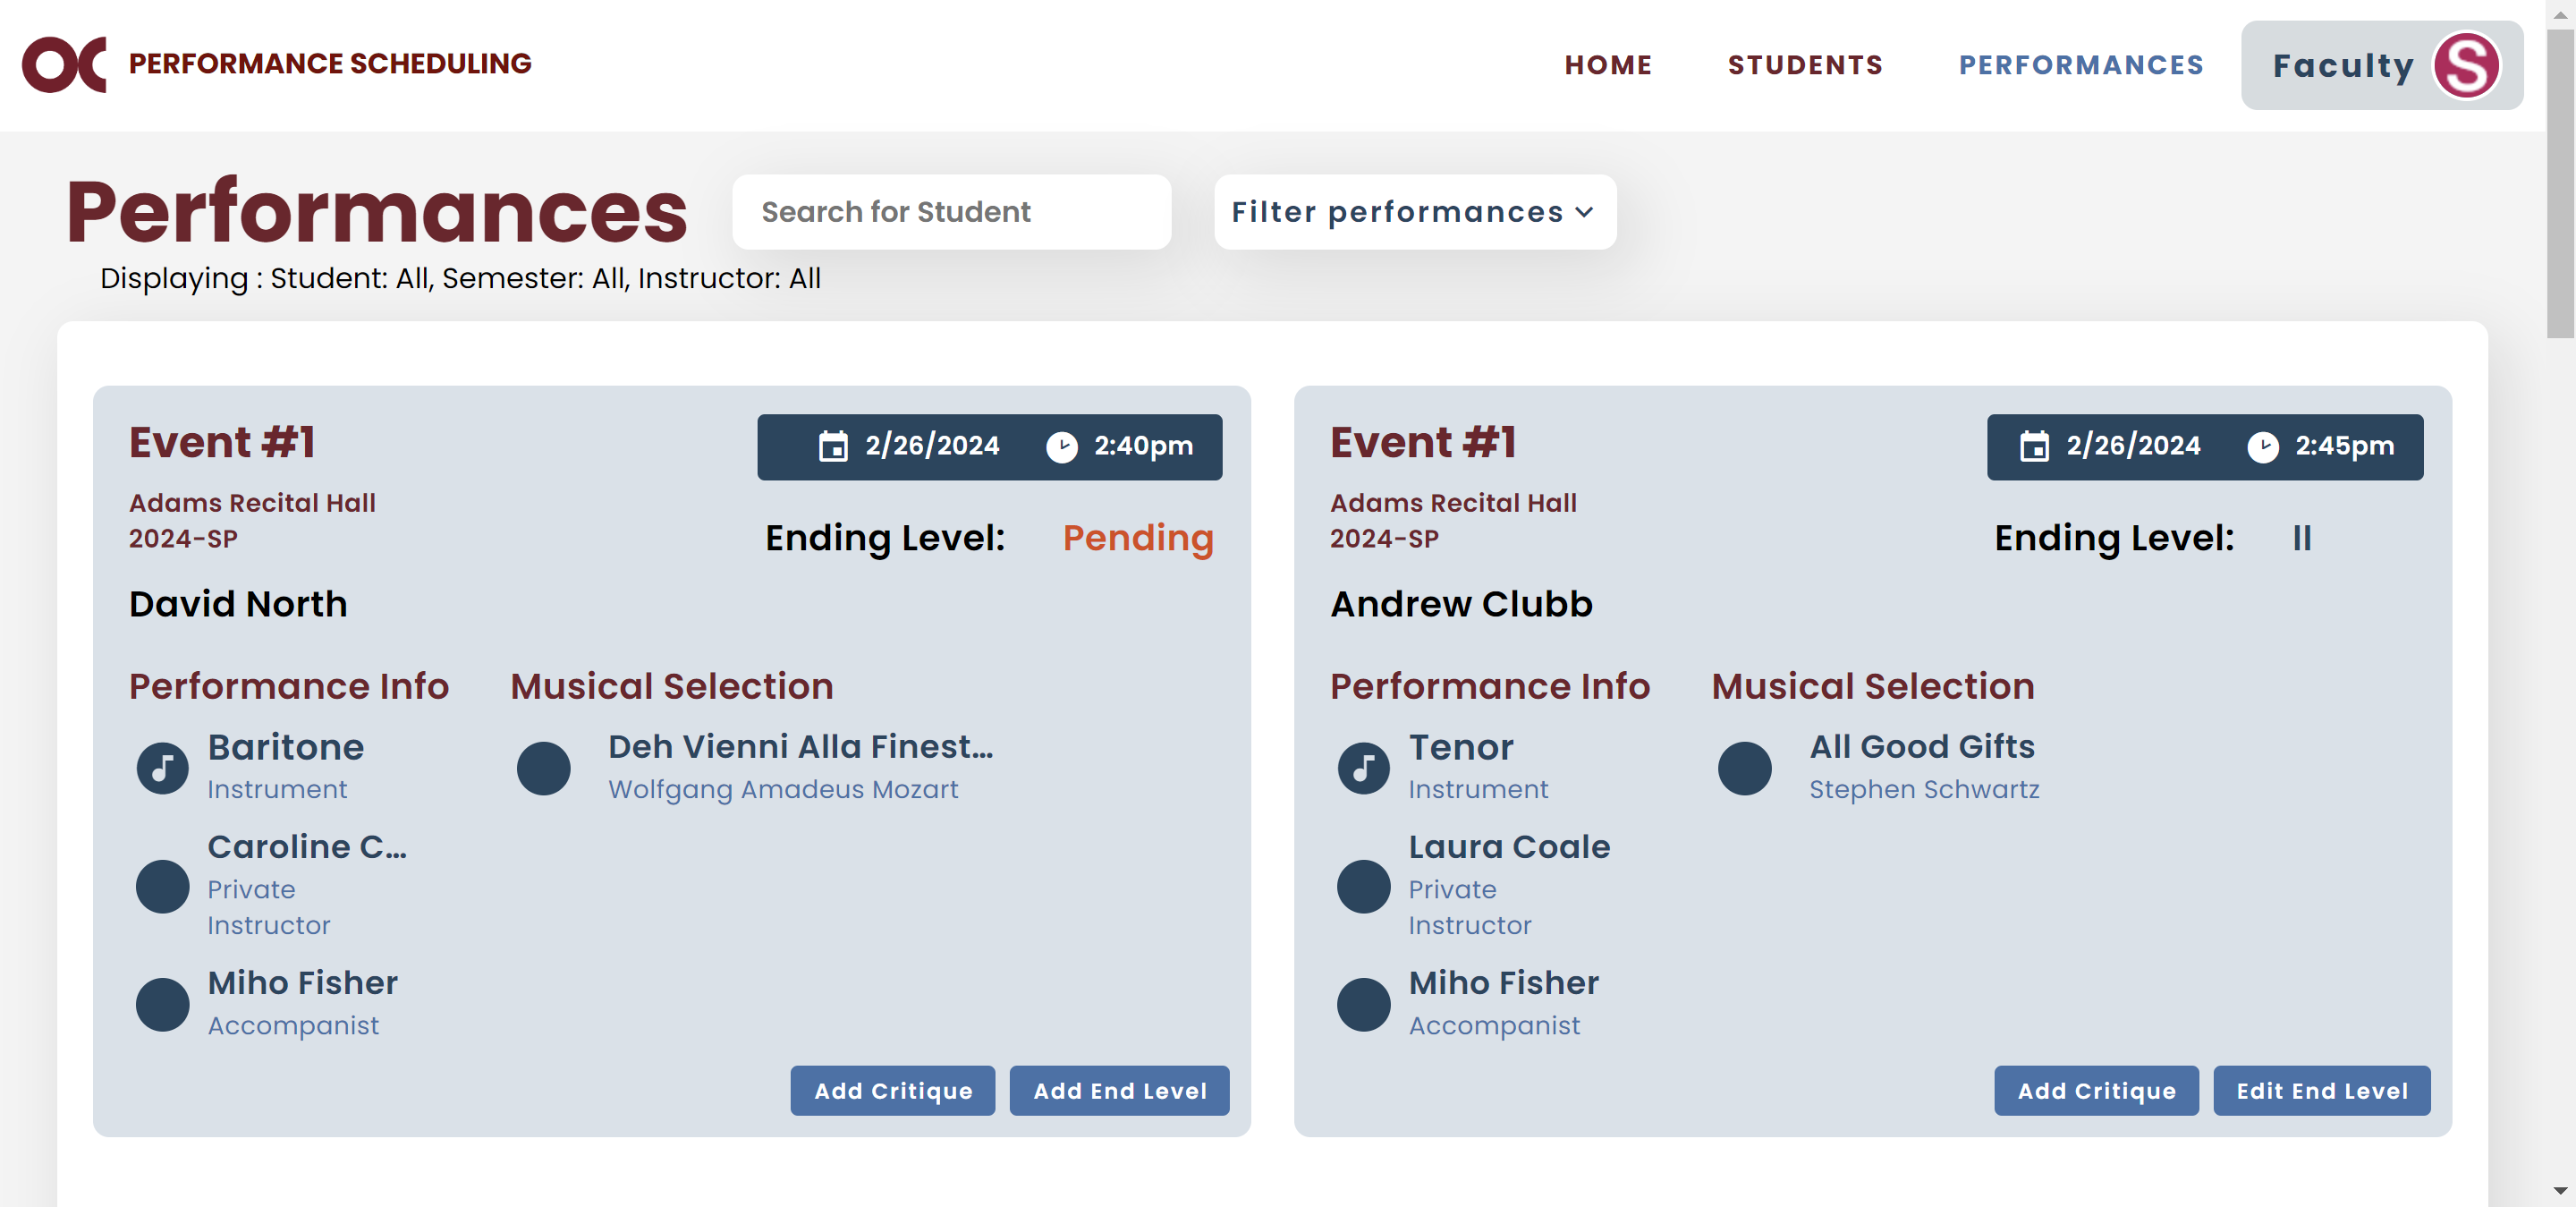 OC PERFORMANCE SCHEDULING
HOME STUDENTS PERFORMANCES Faculty S
Performances
Search for Student
Filter performances
Displaying : Student: All, Semester: All, Instructor: All
Event #1
2/26/2024 2:40pm
Adams Recital Hall
2024-SP
Ending Level: Pending
David North
Performance Info
Musical Selection
Baritone
Instrument
Deh Vienni Alla Finest...
Wolfgang Amadeus Mozart
Caroline C...
Private
Instructor
Miho Fisher
Accompanist
Add Critique
Add End Level
Event #1
2/26/2024 2:45pm
Adams Recital Hall
2024-SP
Ending Level: II
Andrew Clubb
Performance Info
Musical Selection
Tenor
Instrument
All Good Gifts
Stephen Schwartz
Laura Coale
Private
Instructor
Miho Fisher
Accompanist
Add Critique
Edit End Level